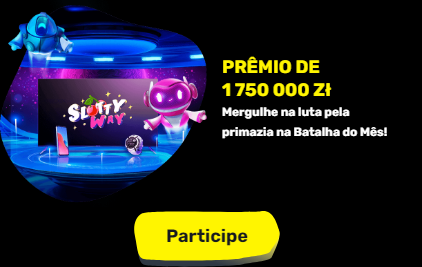 SLOTTY
WAY
PRÊMIO DE
1 750 000 Zł
Mergulhe na luta pela
primazia na Batalha do Mês!
Participe